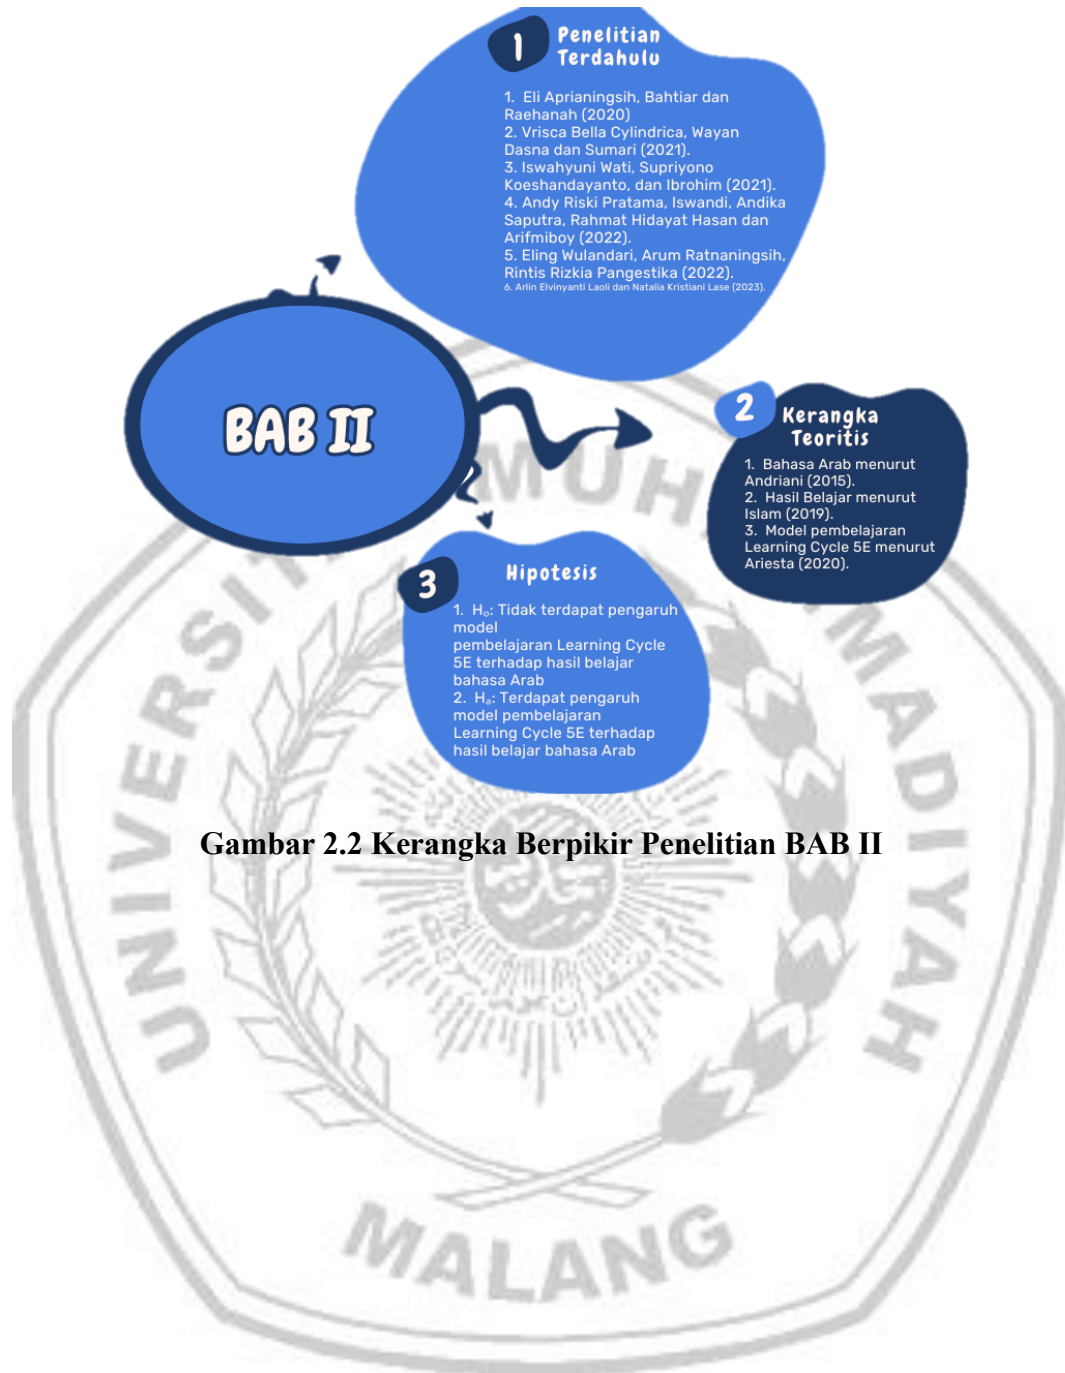 1
Penelitian
Terdahulu
1. Eli Aprianingsih, Bahtiar dan
Raehanah (2020)
2. Vrisca Bella Cylindrica, Wayan
Dasna dan Sumari (2021).
3. Iswahyuni Wati, Supriyono
Koeshandayanto, dan Ibrohim (2021).
4. Andy Riski Pratama, Iswandi, Andika
Saputra, Rahmat Hidayat Hasan dan
Arifmiboy (2022).
5. Eling Wulandari, Arum Ratnaningsih,
Rintis Rizkia Pangestika (2022).
6. Arlin Elvinyanti Laoli dan Natalia Kristiani Lase (2023).
BAB II
2
Kerangka
Teoritis
1. Bahasa Arab menurut
Andriani (2015).
2. Hasil Belajar menurut
Islam (2019).
3. Model pembelajaran
Learning Cycle 5E menurut
Ariesta (2020).
3
Hipotesis
1. H₀: Tidak terdapat pengaruh
model
pembelajaran Learning Cycle
5E terhadap hasil belajar
bahasa Arab
2. Hₐ: Terdapat pengaruh
model pembelajaran
Learning Cycle 5E terhadap
hasil belajar bahasa Arab
Gambar 2.2 Kerangka Berpikir Penelitian BAB II
MALANG